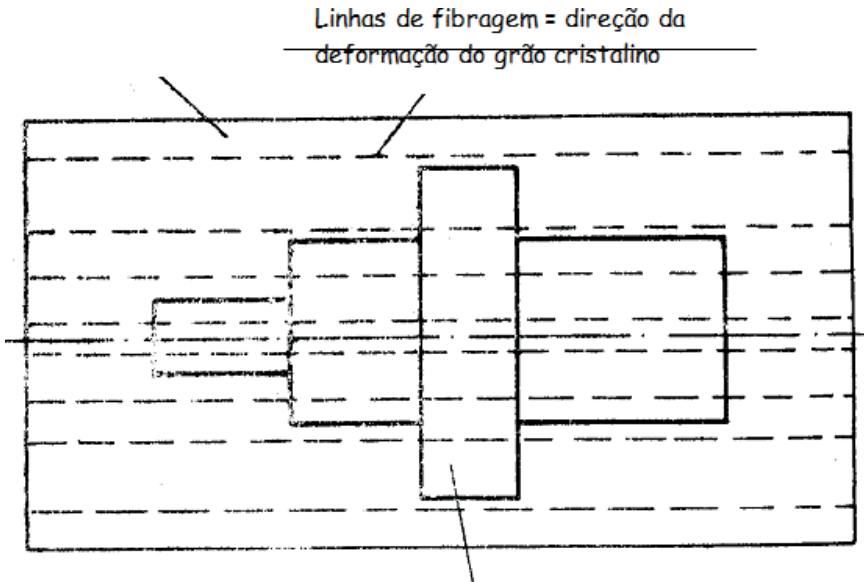 Linhas de fibragem = direção da
deformação do grão cristalino